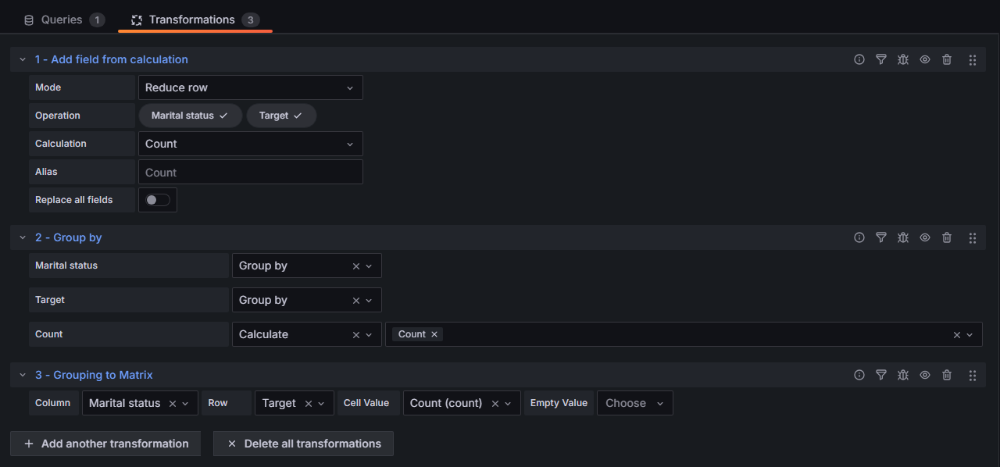 Queries 1 Transformations 3
1 - Add field from calculation
Mode Reduce row
Operation Marital status Target
Calculation Count
Alias Count
Replace all fields
2 - Group by
Marital status Group by
Target Group by
Count Calculate Count
3 - Grouping to Matrix
Column Marital status Row Target Cell Value Count (count) Empty Value Choose
Add another transformation Delete all transformations